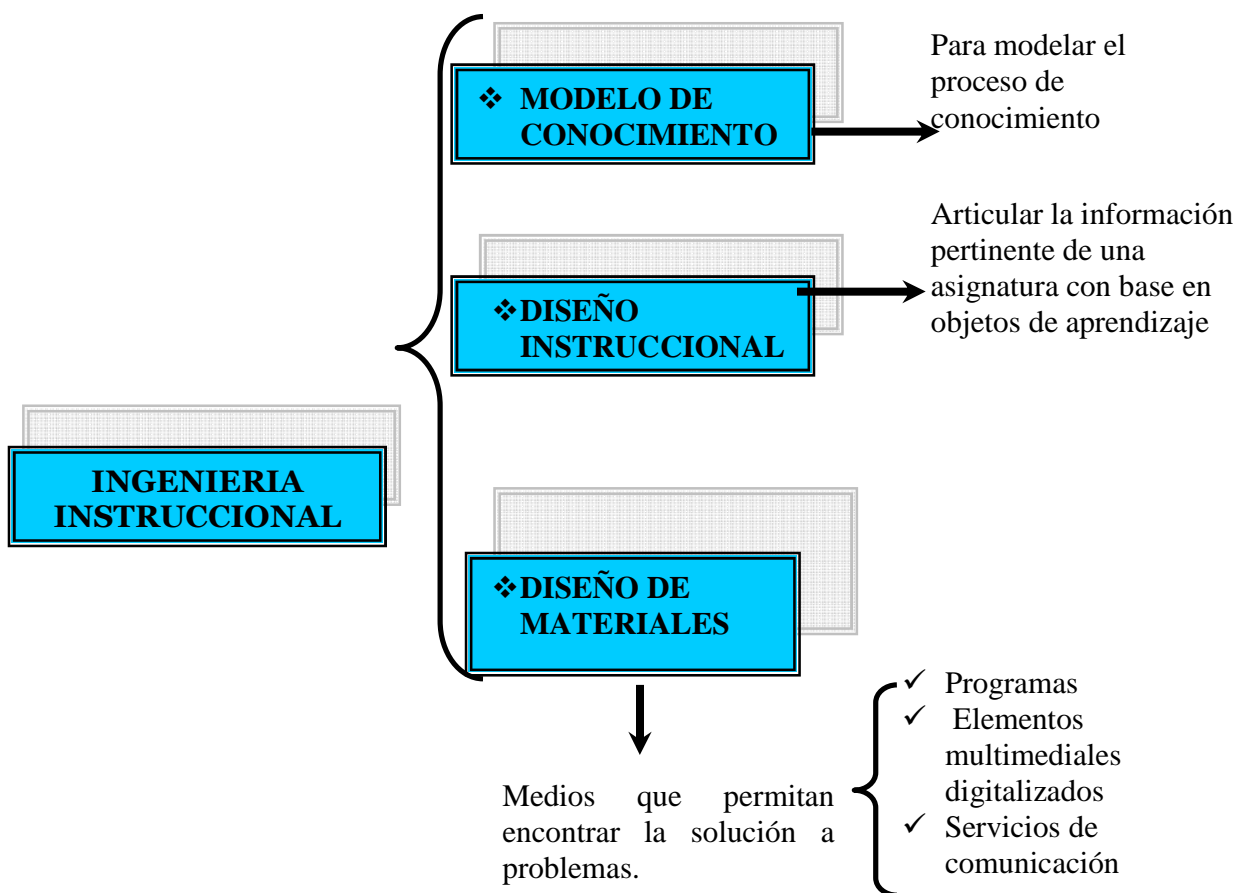 ❖ MODELO DE
CONOCIMIENTO
Para modelar el
proceso de
conocimiento
❖DISEÑO
INSTRUCCIONAL
Articular la información
pertinente de una
asignatura con base en
objetos de aprendizaje
INGENIERIA
INSTRUCCIONAL
❖DISEÑO DE
MATERIALES
Medios que permitan
encontrar la solución a
problemas.
✓ Programas
✓ Elementos
multimediales
digitalizados
✓ Servicios de
comunicación